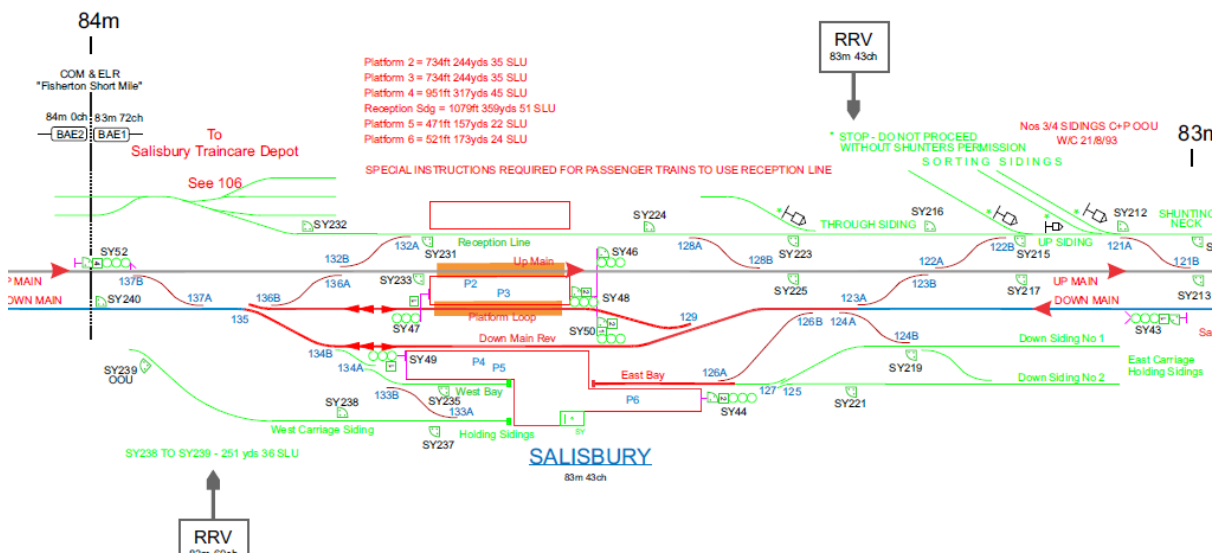 84m
COM & ELR
"Fisherton Short Mile"
84m 0ch
83m 72ch
BAE2
BAE1
To
Salisbury Traincare Depot
See 106
Platform 2 = 734ft 244yds 35 SLU
Platform 3 = 734ft 244yds 35 SLU
Platform 4 = 951ft 317yds 45 SLU
Reception Sdg = 1079ft 359yds 51 SLU
Platform 5 = 471ft 157yds 22 SLU
Platform 6 = 521ft 173yds 24 SLU
SPECIAL INSTRUCTIONS REQUIRED FOR PASSENGER TRAINS TO USE RECEPTION LINE
RRV
83m 43ch
* STOP - DO NOT PROCEED
WITHOUT SHUNTERS PERMISSION
SORTING SIDINGS
Nos 3/4 SIDINGS C+P OOU
W/C 21/8/93
83m
SY232
SY224
SY216
SY212
THROUGH SIDING
SHUNTING
NECK
132A
SY231
Reception Line
SY46
128A
SY223
122B
SY215
UP SIDING
121A
SY52
132B
Up Main
128B
122A
121B
137B
SY233
P2
P3
SY225
123B
SY217
UP MAIN
SY213
P MAIN
136A
DOWN MAIN
SY240
137A
136B
SY48
123A
DOWN MAIN
135
SY47
Platform Loop
SY50
129
126B
124A
SY43
Sa
Down Main Rev
124B
Down Siding No 1
134B
SY49
P4
P5
SY219
East Carriage
Holding Sidings
SY239
OOU
134A
126A
East Bay
127
125
Down Siding No 2
133B
West Bay
SY235
P6
SY44
SY221
SY238
133A
West Carriage Siding
SY237
Holding Sidings
SY
SALISBURY
83m 43ch
SY238 TO SY239 - 251 yds 36 SLU
RRV